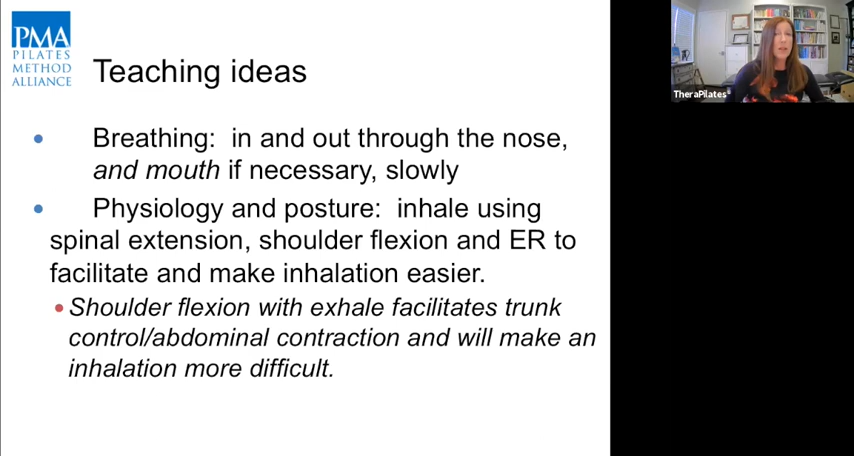 PMA
PILATES
METHOD
ALLIANCE
Teaching ideas
• Breathing: in and out through the nose,
and mouth if necessary, slowly
• Physiology and posture: inhale using
spinal extension, shoulder flexion and ER to
facilitate and make inhalation easier.
• Shoulder flexion with exhale facilitates trunk
control/abdominal contraction and will make an
inhalation more difficult.
TheraPilates®